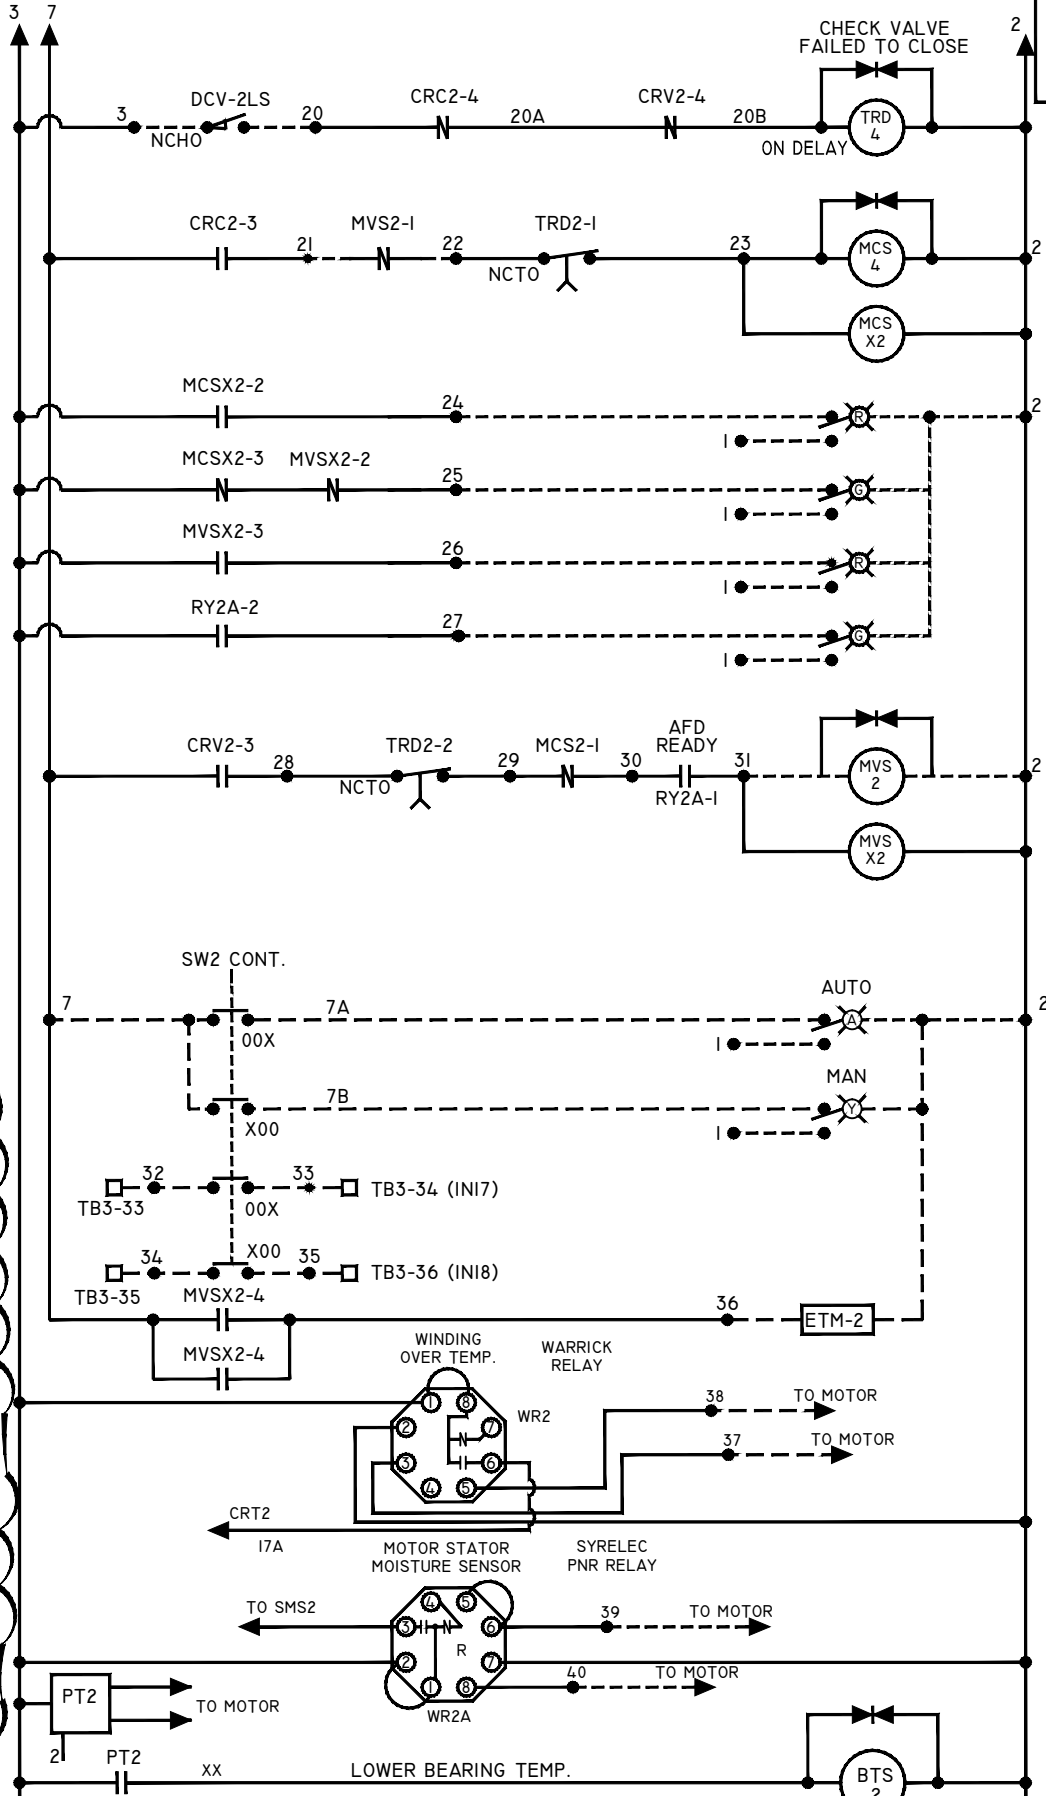 3 7
CHECK VALVE
FAILED TO CLOSE
2
3 DCV-2LS 20 CRC2-4 20A CRV2-4 20B TRD
4
NCHO
ON DELAY
CRC2-3 21 MVS2-1 22 TRD2-1 23 MCS
4 2
NCTO
MCS
X2
MCSX2-2 24 R 2
1
MCSX2-3 MVSX2-2 25 G
1
MVSX2-3 26 R
1
RY2A-2 27 G
1
AFD
READY
CRV2-3 28 TRD2-2 29 MCS2-1 30 31 MVS
2 2
NCTO RY2A-1
MVS
X2
SW2 CONT.
AUTO
7 7A A 2
00X 1
MAN
7B Y
X00 1
32 33
TB3-33 00X TB3-34 (IN17)
34 X00 35
TB3-35 TB3-36 (IN18)
MVSX2-4 36 ETM-2
MVSX2-4
WINDING
OVER TEMP.
WARRICK
RELAY
1 8 38 TO MOTOR
2 7 WR2
3 6 37 TO MOTOR
4 5
CRT2
17A
MOTOR STATOR
MOISTURE SENSOR
SYRELEC
PNR RELAY
TO SMS2 4 5 39 TO MOTOR
3 6
R
2 7
1 8 40 TO MOTOR
WR2A
PT2 TO MOTOR
2
PT2 XX LOWER BEARING TEMP. BTS
2